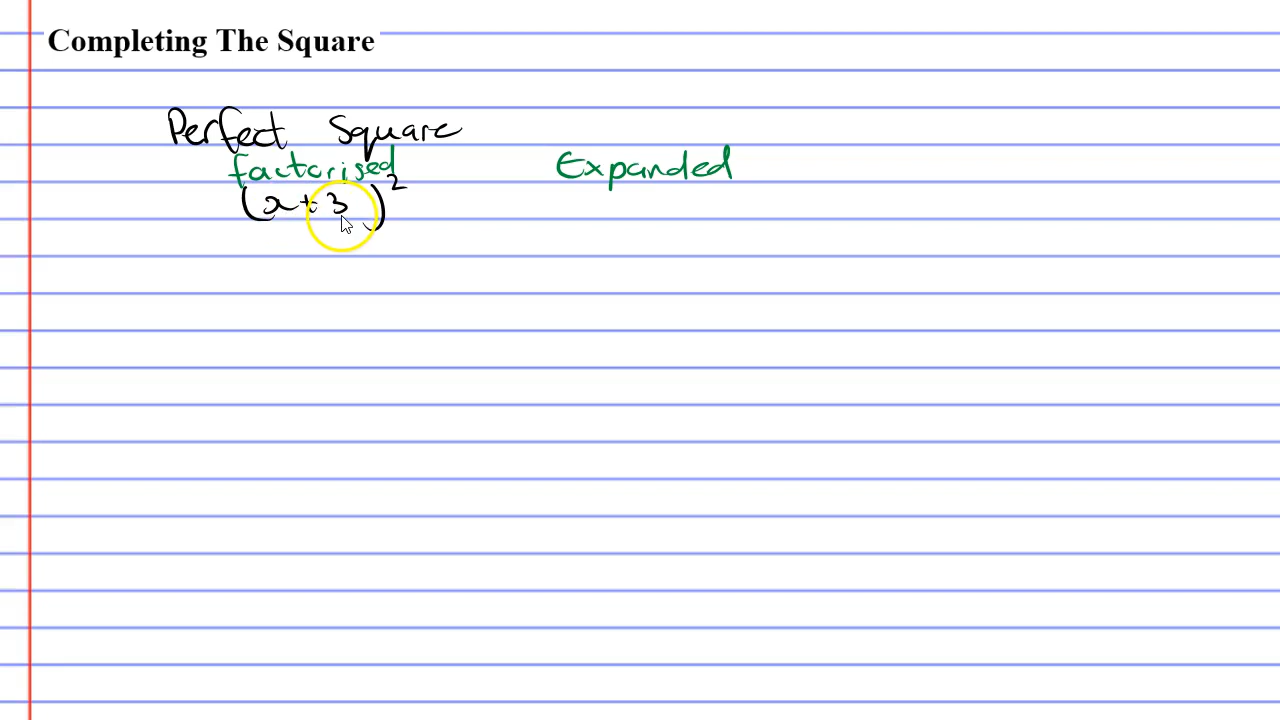 Completing The Square
Perfect Square
factorised Expanded
(x+3)²